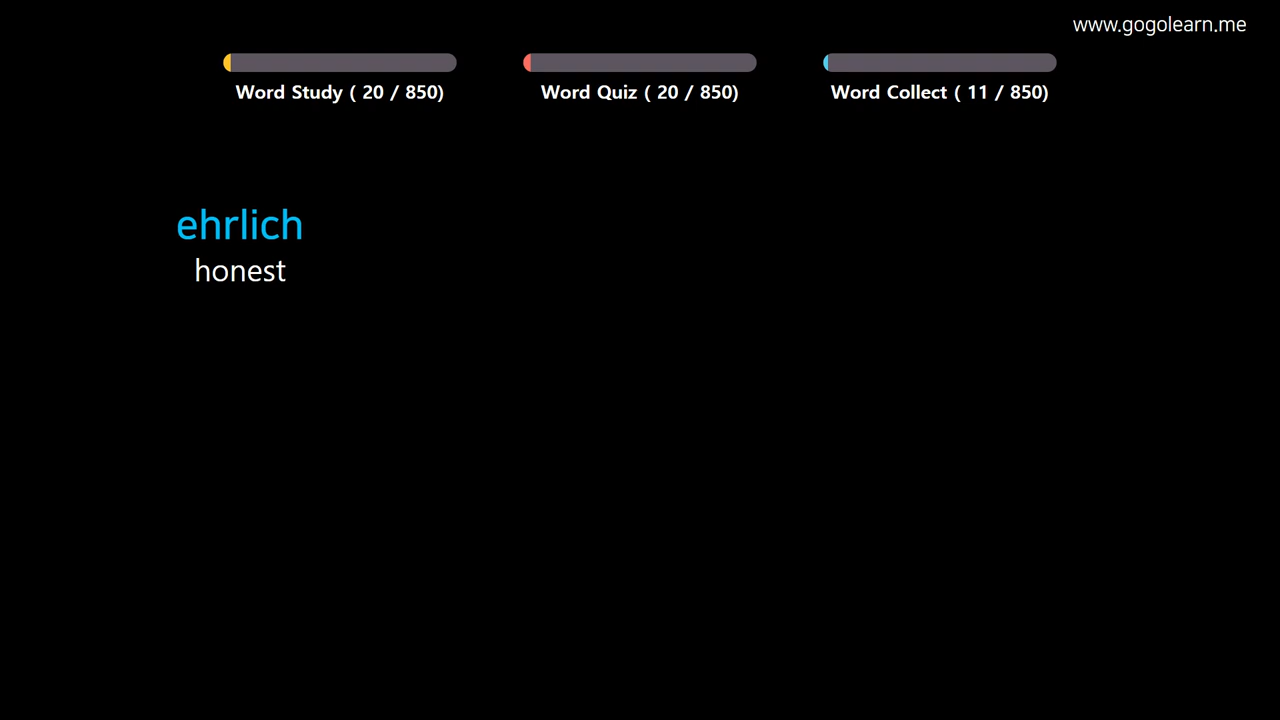 www.gogolearn.me
Word Study ( 20 / 850)
Word Quiz ( 20 / 850)
Word Collect ( 11 / 850)
ehrlich
honest